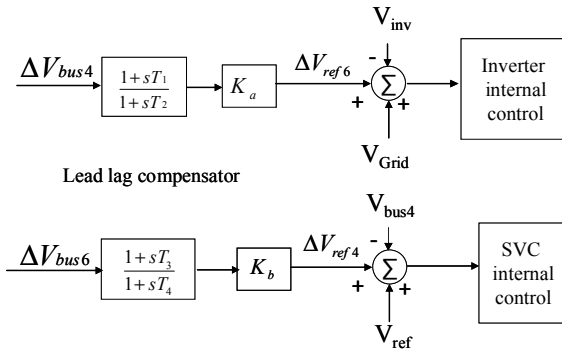 V_inv
ΔV_bus4
1+sT_1
1+sT_2
K_a
ΔV_ref6
-
Σ
+
+
Inverter
internal
control
V_Grid
Lead lag compensator
V_bus4
ΔV_bus6
1+sT_3
1+sT_4
K_b
ΔV_ref4
-
Σ
+
+
SVC
internal
control
V_ref